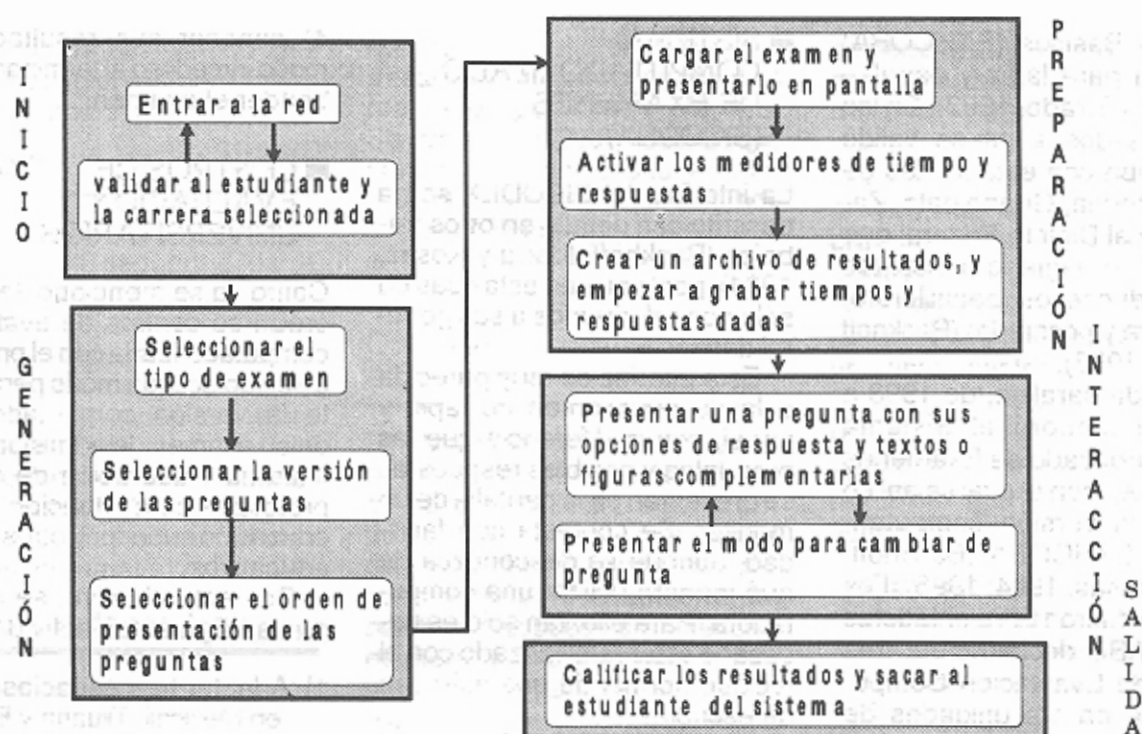 INICIO
Entrar a la red
validar al estudiante y
la carrera seleccionada
GENERACIÓN
Seleccionar el
tipo de examen
Seleccionar la versión
de las preguntas
Seleccionar el órden de
presentación de las
preguntas
PREPARACIÓN
Cargar el examen y
presentarlo en pantalla
Activar los medidores de tiempo y
respuestas
Crear un archivo de resultados, y
empezar a grabar tiempos y
respuestas dadas
INTERACCIÓN
Presentar una pregunta con sus
opciones de respuesta y textos o
figuras complementarias
Presentar el modo para cambiar de
pregunta
SALIDA
Calificar los resultados y sacar al
estudiante del sistema